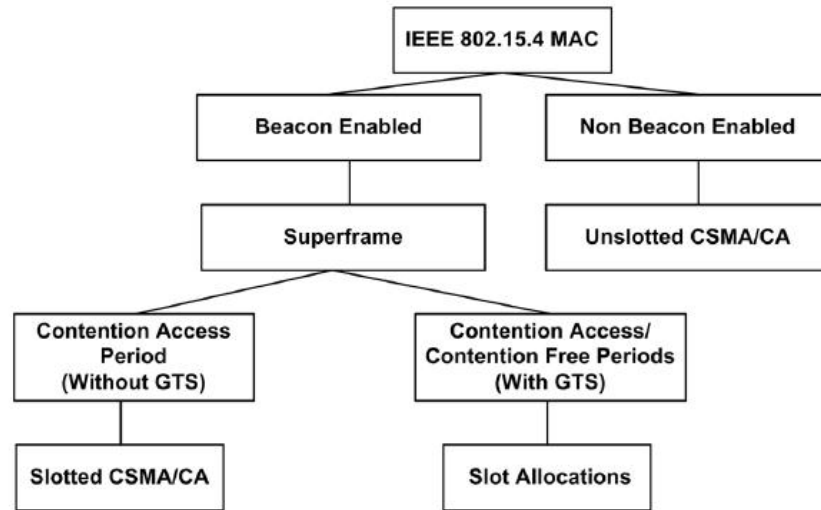 IEEE 802.15.4 MAC
Beacon Enabled
Non Beacon Enabled
Superframe
Unslotted CSMA/CA
Contention Access
Period
(Without GTS)
Contention Access/
Contention Free Periods
(With GTS)
Slotted CSMA/CA
Slot Allocations